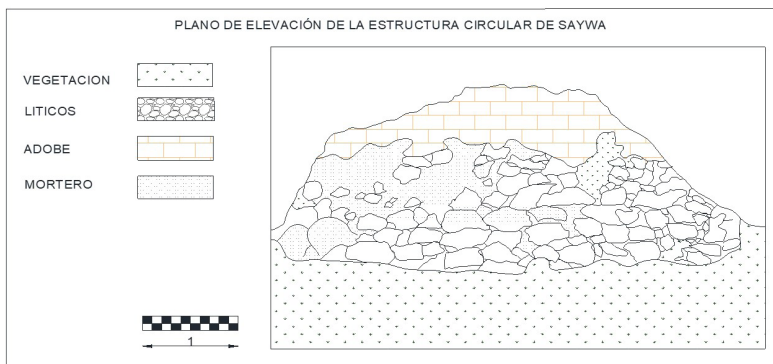 PLANO DE ELEVACIÓN DE LA ESTRUCTURA CIRCULAR DE SAYWA
VEGETACION
LITICOS
ADOBE
MORTERO
1